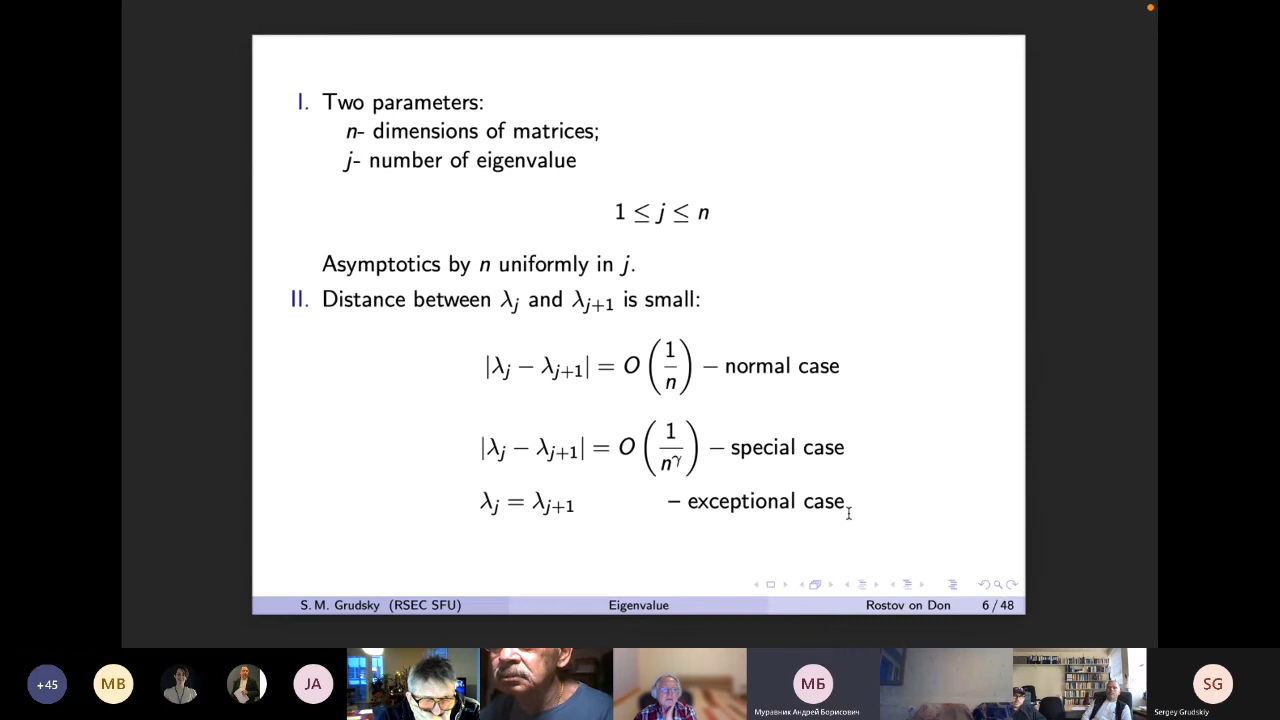 I. Two parameters:
n- dimensions of matrices;
j- number of eigenvalue
1 ≤ j ≤ n
Asymptotics by n uniformly in j.
II. Distance between λ_j and λ_{j+1} is small:
|λ_j − λ_{j+1}| = O(1/n) − normal case
|λ_j − λ_{j+1}| = O(1/n^γ) − special case
λ_j = λ_{j+1} – exceptional case
S. M. Grudsky (RSEC SFU) Eigenvalue Rostov on Don 6 / 48
+45 MB JA МБ SG
Муравник Андрей Борисович Sergey Grudskiy